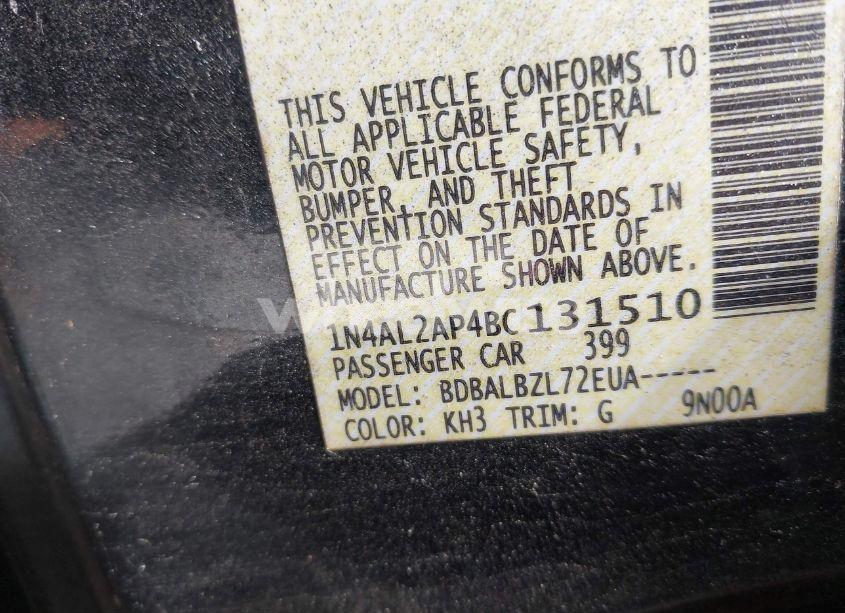 THIS VEHICLE CONFORMS TO
ALL APPLICABLE FEDERAL
MOTOR VEHICLE SAFETY,
BUMPER, AND THEFT
PREVENTION STANDARDS IN
EFFECT ON THE DATE OF
MANUFACTURE SHOWN ABOVE.
1N4AL2AP4BC131510
PASSENGER CAR 399
MODEL: BDBALBZL72EUA-----
COLOR: KH3 TRIM: G 9N00A